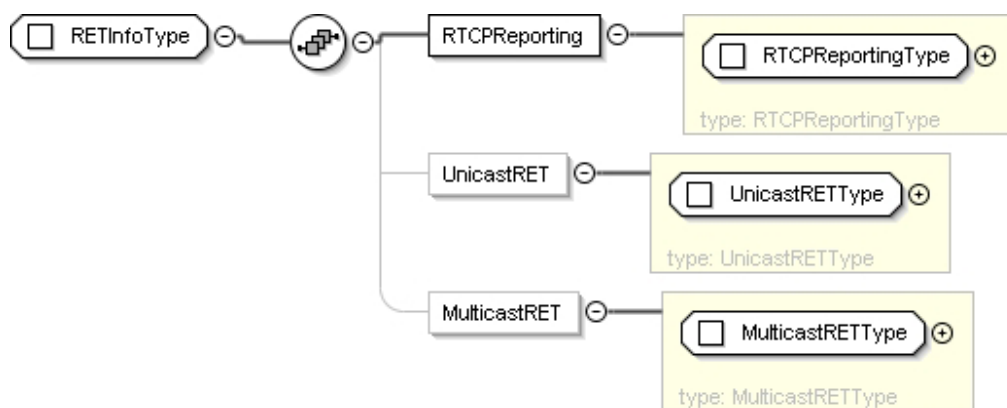 RETInfoType
RTCPReporting
RTCPReportingType
type: RTCPReportingType
UnicastRET
UnicastRETType
type: UnicastRETType
MulticastRET
MulticastRETType
type: MulticastRETType